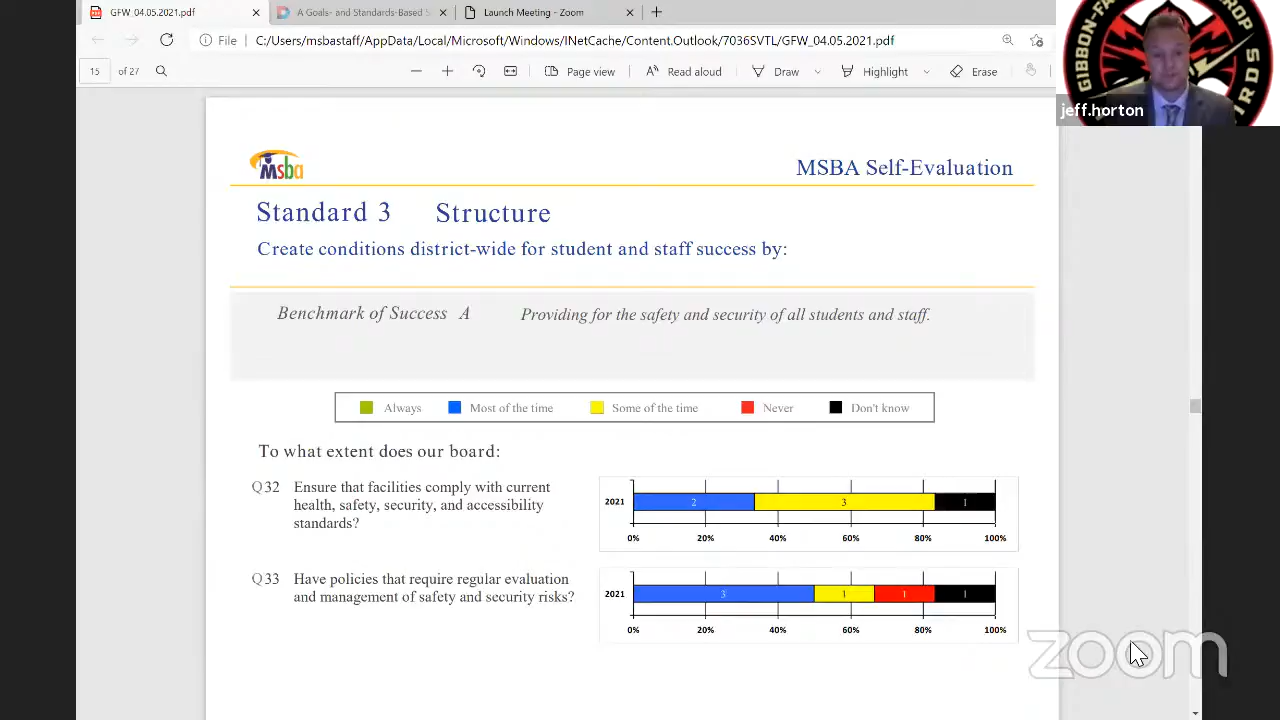 GFW_04.05.2021.pdf
A Goals- and Standards-Based S
Launch Meeting - Zoom
File
C:/Users/msbastaff/AppData/Local/Microsoft/Windows/INetCache/Content.Outlook/7036SVTL/GFW_04.05.2021.pdf
15 of 27
Page view
Read aloud
Draw
Highlight
Erase
jeff.horton
msba
MSBA Self-Evaluation
Standard 3 Structure
Create conditions district-wide for student and staff success by:
Benchmark of Success A Providing for the safety and security of all students and staff.
Always Most of the time Some of the time Never Don't know
To what extent does our board:
Q32 Ensure that facilities comply with current
health, safety, security, and accessibility
standards?
2021 2 3 1
0% 20% 40% 60% 80% 100%
Q33 Have policies that require regular evaluation
and management of safety and security risks?
2021 3 1 1 1
0% 20% 40% 60% 80% 100%
zoom